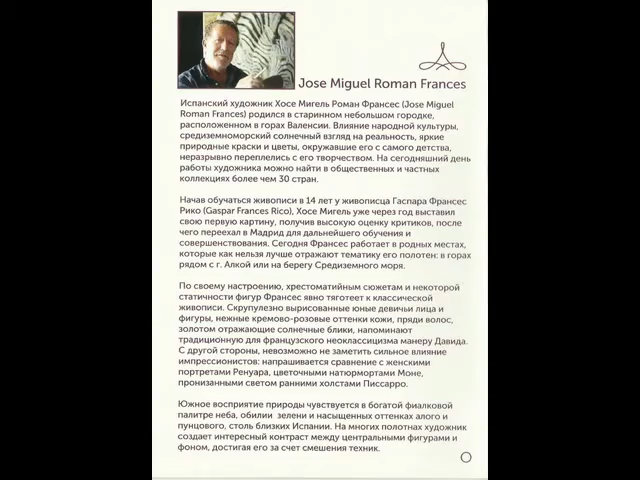 Jose Miguel Roman Frances
Испанский художник Хосе Мигель Роман Франсес (Jose Miguel
Roman Frances) родился в старинном небольшом городке,
расположенном в горах Валенсии. Влияние народной культуры,
средиземноморский солнечный взгляд на реальность, яркие
природные краски и цветы, окружавшие его с самого детства,
неразрывно переплелись с его творчеством. На сегодняшний день
работы художника можно найти в общественных и частных
коллекциях более чем 30 стран.
Начав обучаться живописи в 14 лет у живописца Гаспара Франсес
Рико (Gaspar Frances Rico), Хосе Мигель уже через год выставил
свою первую картину, получив высокую оценку критиков, после
чего переехал в Мадрид для дальнейшего обучения и
совершенствования. Сегодня Франсес работает в родных местах,
которые как нельзя лучше отражают тематику его полотен: в горах
рядом с г. Алкой или на берегу Средиземного моря.
По своему настроению, хрестоматийным сюжетам и некоторой
статичности фигур Франсес явно тяготеет к классической
живописи. Скрупулезно вырисованные юные девичьи лица и
фигуры, нежные кремово-розовые оттенки кожи, пряди волос,
золотом отражающие солнечные блики, напоминают
традиционную для французского неоклассицизма манеру Давида.
С другой стороны, невозможно не заметить сильное влияние
импрессионистов: напрашивается сравнение с женскими
портретами Ренуара, цветочными натюрмортами Моне,
пронизанными светом ранними холстами Писсарро.
Южное восприятие природы чувствуется в богатой фиалковой
палитре неба, обилии зелени и насыщенных оттенках алого и
пунцового, столь близких Испании. На многих полотнах художник
создает интересный контраст между центральными фигурами и
фоном, достигая его за счет смешения техник.